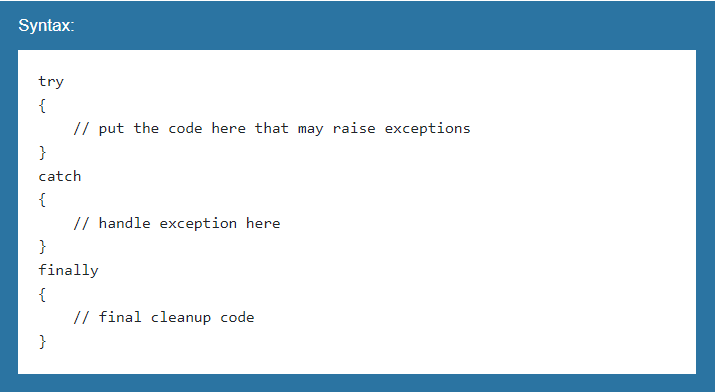 Syntax:
try
{
    // put the code here that may raise exceptions
}
catch
{
    // handle exception here
}
finally
{
    // final cleanup code
}